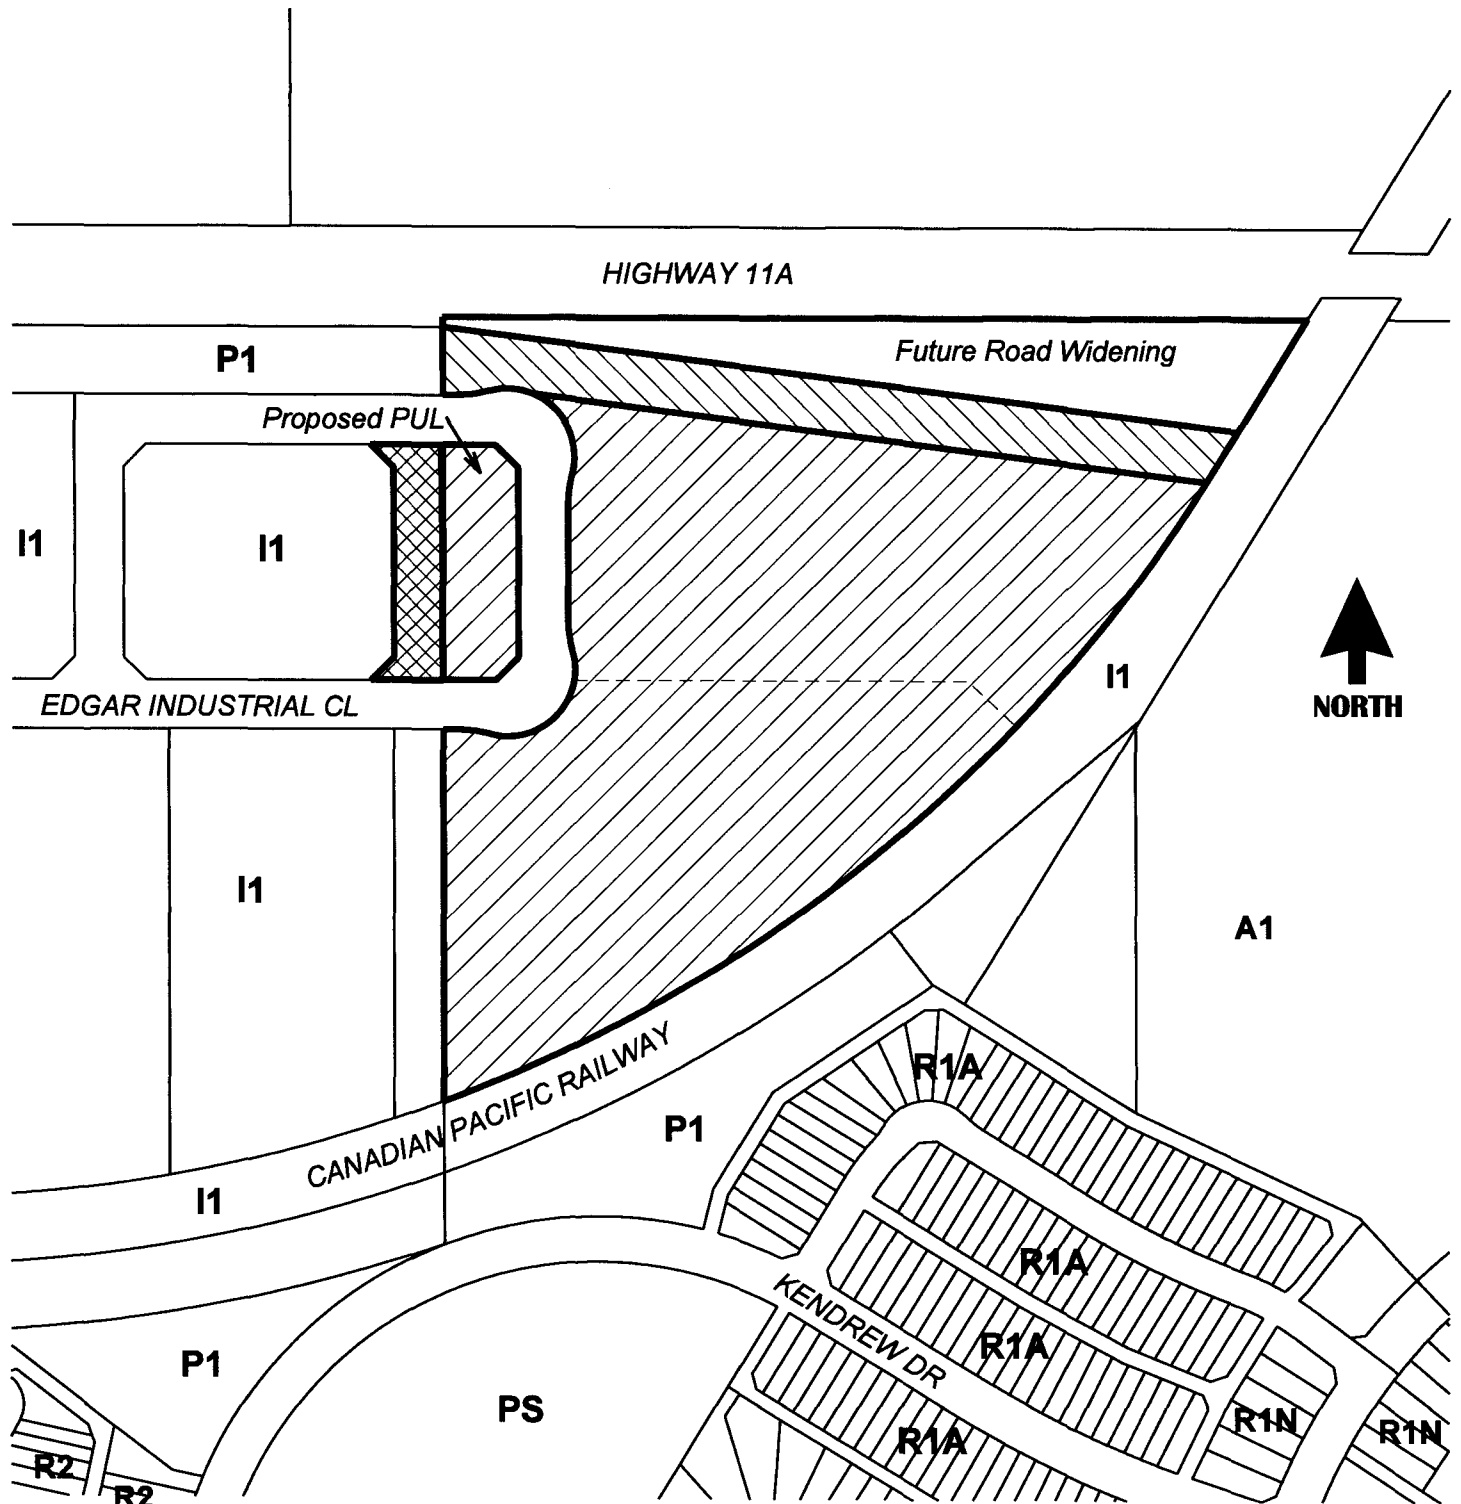 HIGHWAY 11A
Future Road Widening
P1
Proposed PUL
I1
I1
I1
NORTH
EDGAR INDUSTRIAL CL
I1
A1
CANADIAN PACIFIC RAILWAY
R1A
P1
I1
R1A
KENDREW DR
R1A
P1
PS
R1A
R1N
R1N
R2
R2